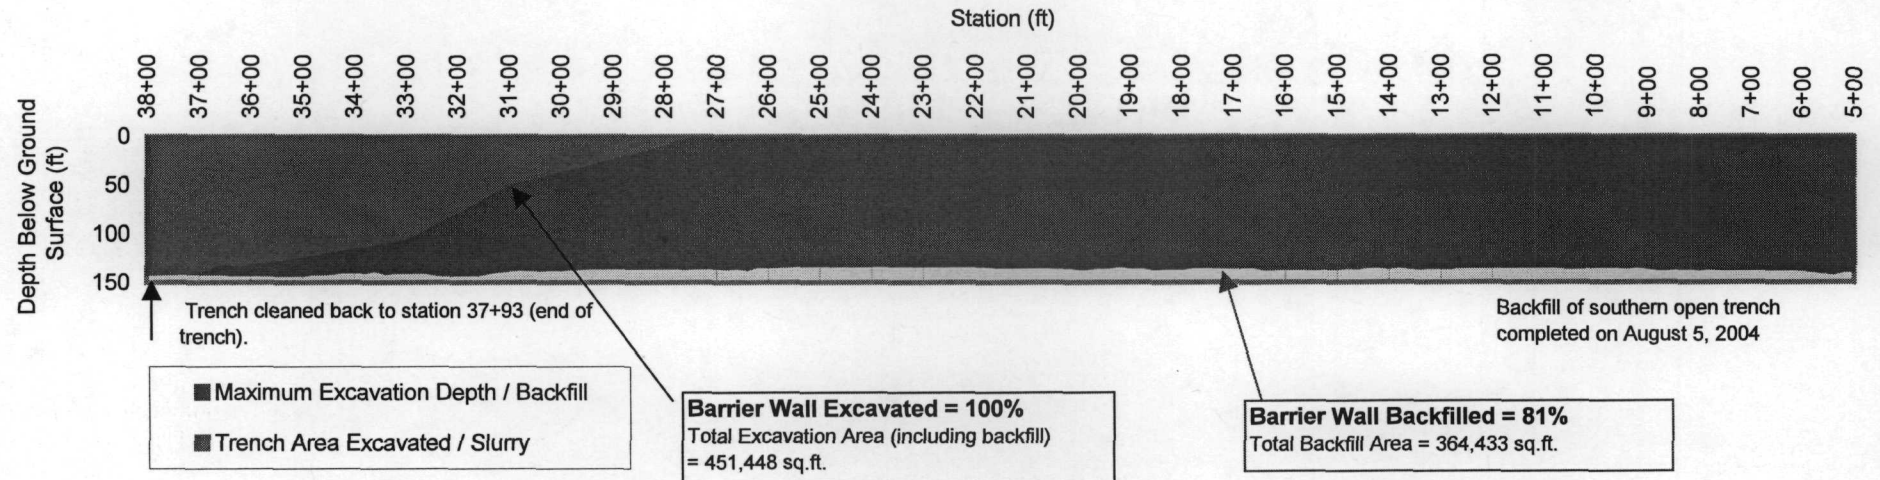 Station (ft)
38+00 37+00 36+00 35+00 34+00 33+00 32+00 31+00 30+00 29+00 28+00 27+00 26+00 25+00 24+00 23+00 22+00 21+00 20+00 19+00 18+00 17+00 16+00 15+00 14+00 13+00 12+00 11+00 10+00 9+00 8+00 7+00 6+00 5+00
Depth Below Ground
Surface (ft)
0
50
100
150
Trench cleaned back to station 37+93 (end of
trench).
Backfill of southern open trench
completed on August 5, 2004
Maximum Excavation Depth / Backfill
Trench Area Excavated / Slurry
Barrier Wall Excavated = 100%
Total Excavation Area (including backfill)
= 451,448 sq.ft.
Barrier Wall Backfilled = 81%
Total Backfill Area = 364,433 sq.ft.